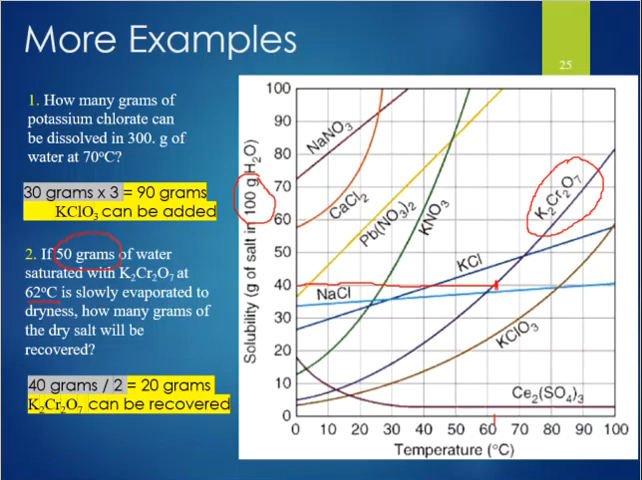 More Examples
25
1. How many grams of
potassium chlorate can
be dissolved in 300. g of
water at 70°C?
30 grams x 3 = 90 grams
KClO₃ can be added
2. If 50 grams of water
saturated with K₂Cr₂O₇ at
62°C is slowly evaporated to
dryness, how many grams of
the dry salt will be
recovered?
40 grams / 2 = 20 grams
K₂Cr₂O₇ can be recovered
Solubility (g of salt in 100 g H₂O)
100
90
80
70
60
50
40
30
20
10
0
NaNO₃
CaCl₂
Pb(NO₃)₂
KNO₃
K₂Cr₂O₇
KCl
NaCl
KClO₃
Ce₂(SO₄)₃
0 10 20 30 40 50 60 70 80 90 100
Temperature (°C)